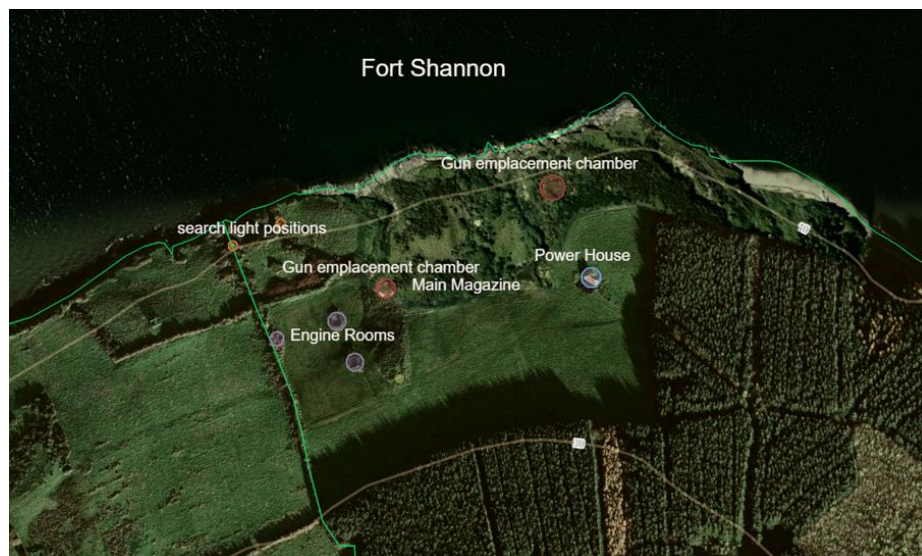 Fort Shannon
Gun emplacement chamber
search light positions
Power House
Gun emplacement chamber
Main Magazine
Engine Rooms